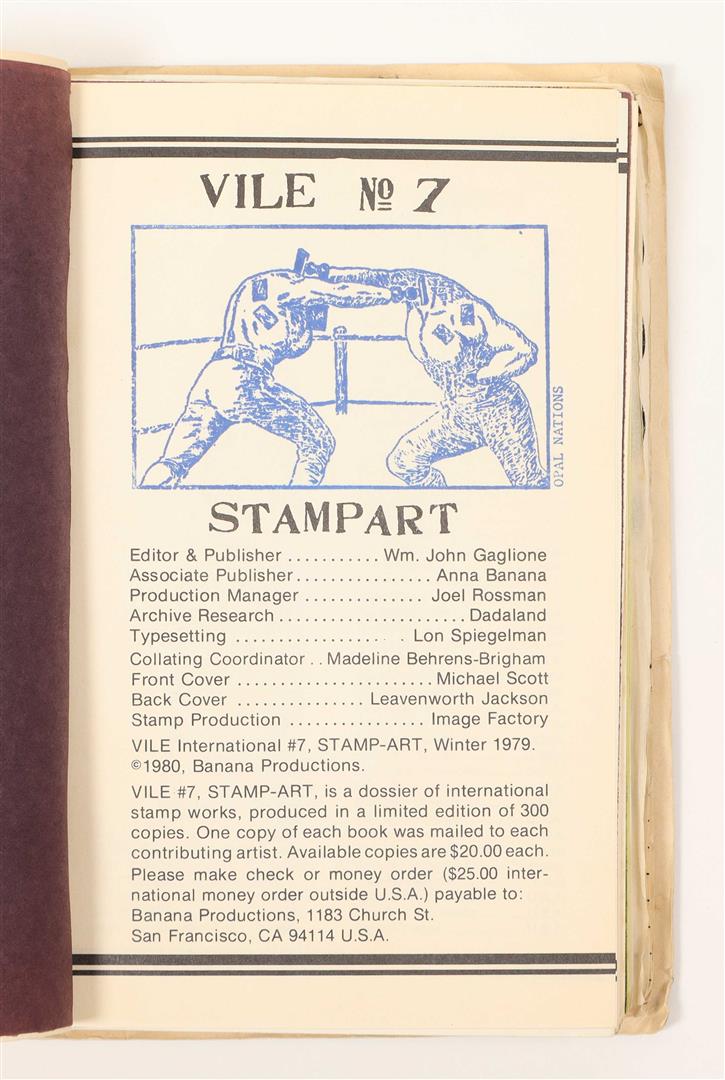 VILE Nº 7
OPAL NATIONS
STAMPART
Editor & Publisher ........... Wm. John Gaglione
Associate Publisher................ Anna Banana
Production Manager .............. Joel Rossman
Archive Research ...................... Dadaland
Typesetting .................. . Lon Spiegelman
Collating Coordinator .. Madeline Behrens-Brigham
Front Cover ....................... Michael Scott
Back Cover ............... Leavenworth Jackson
Stamp Production ................ Image Factory
VILE International #7, STAMP-ART, Winter 1979.
©1980, Banana Productions.
VILE #7, STAMP-ART, is a dossier of international
stamp works, produced in a limited edition of 300
copies. One copy of each book was mailed to each
contributing artist. Available copies are $20.00 each.
Please make check or money order ($25.00 inter-
national money order outside U.S.A.) payable to:
Banana Productions, 1183 Church St.
San Francisco, CA 94114 U.S.A.